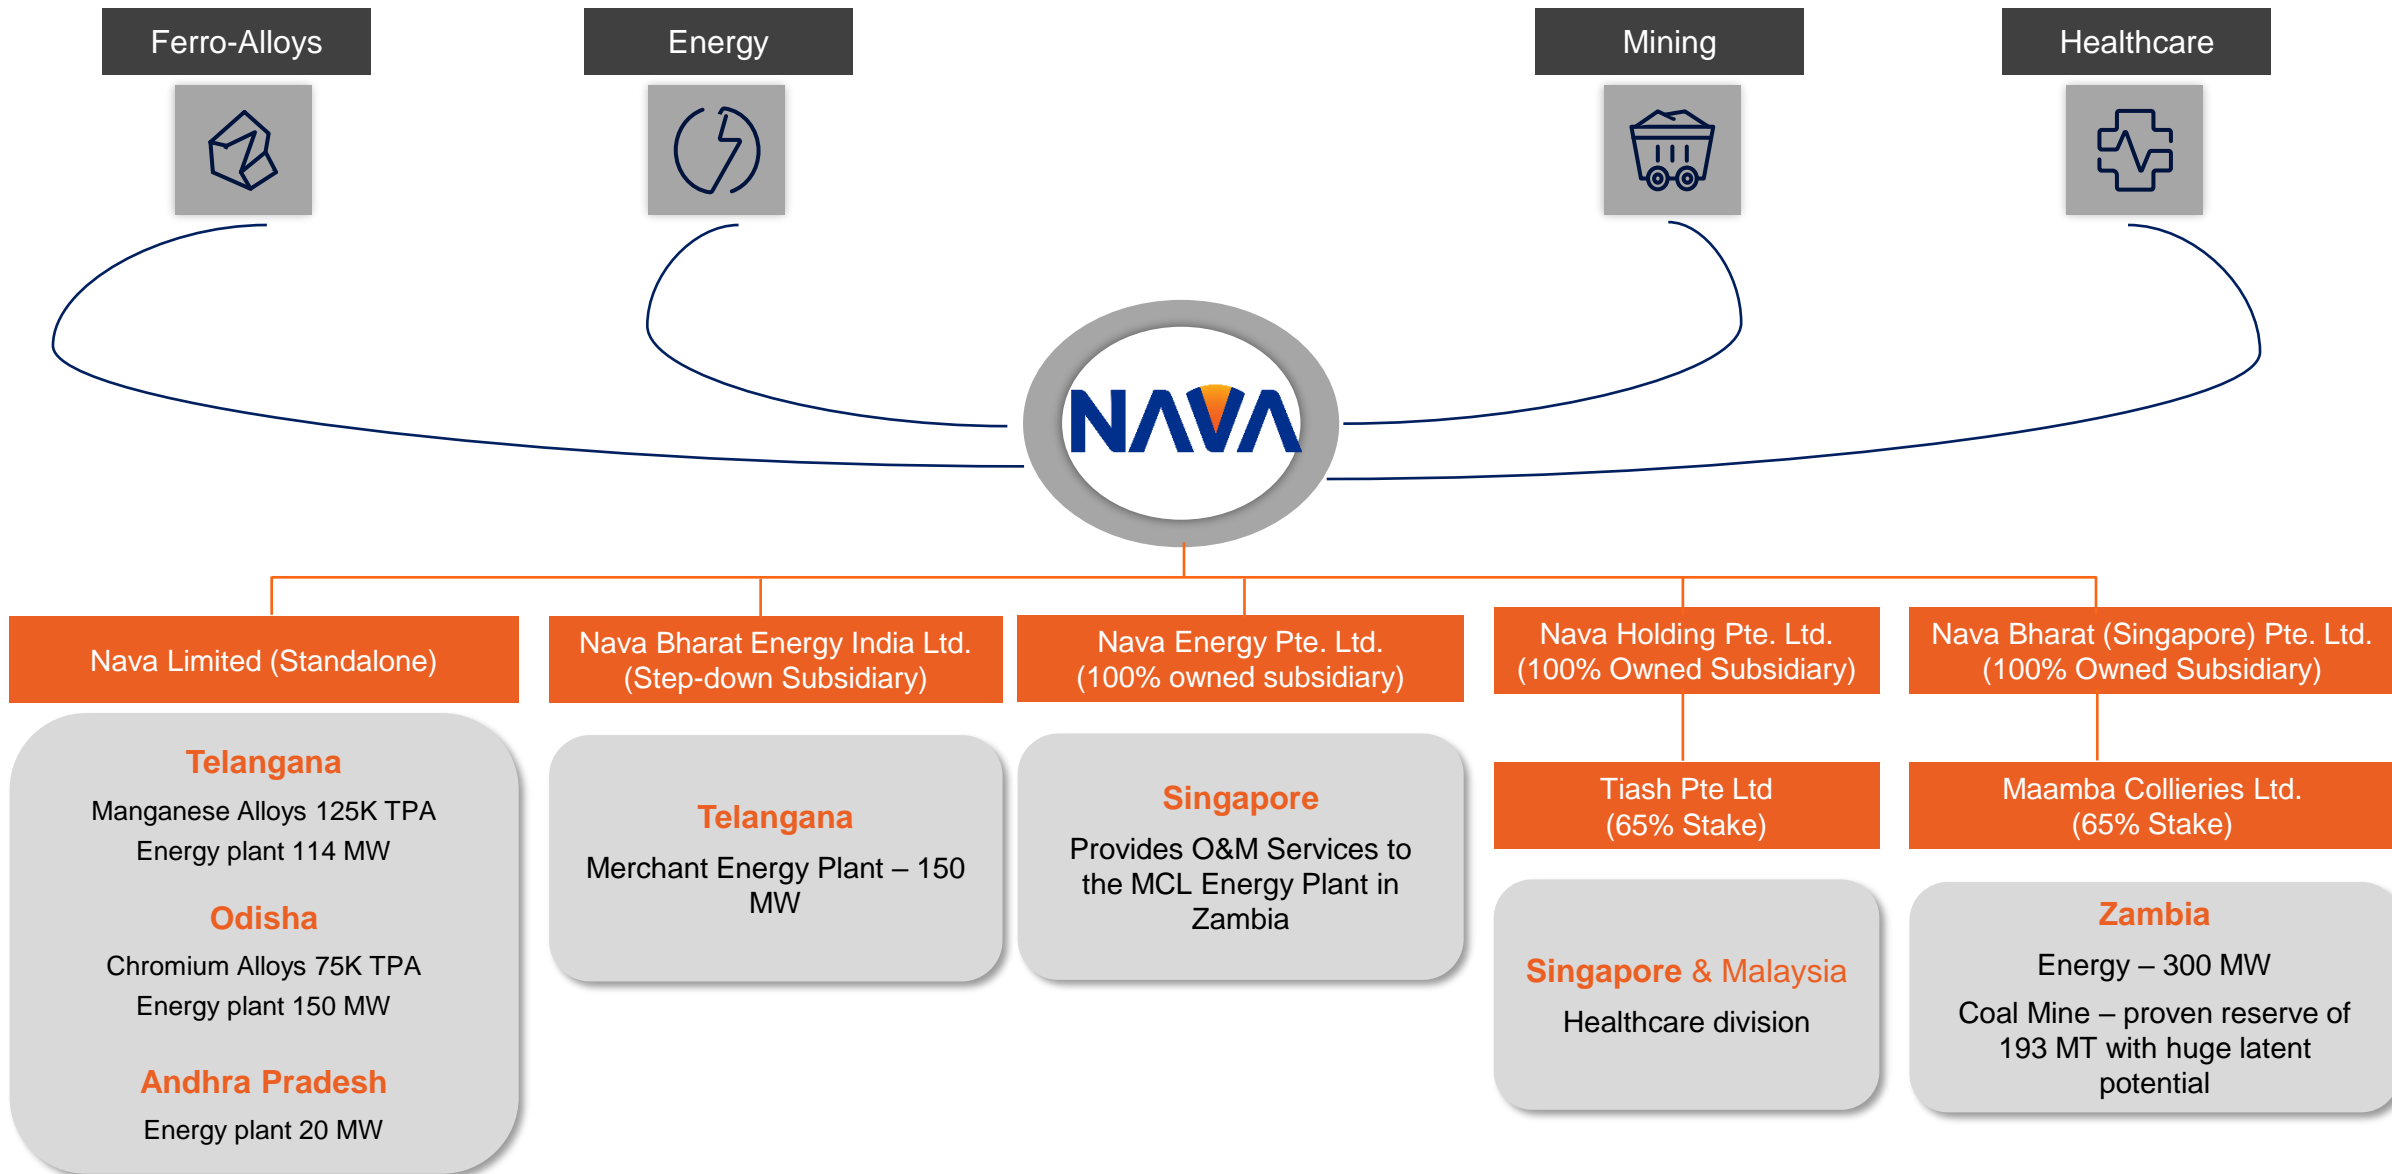 Ferro-Alloys
Energy
Mining
Healthcare
NAVA
Nava Limited (Standalone)
Telangana
Manganese Alloys 125K TPA
Energy plant 114 MW
Odisha
Chromium Alloys 75K TPA
Energy plant 150 MW
Andhra Pradesh
Energy plant 20 MW
Nava Bharat Energy India Ltd.
(Step-down Subsidiary)
Telangana
Merchant Energy Plant – 150
MW
Nava Energy Pte. Ltd.
(100% owned subsidiary)
Singapore
Provides O&M Services to
the MCL Energy Plant in
Zambia
Nava Holding Pte. Ltd.
(100% Owned Subsidiary)
Tiash Pte Ltd
(65% Stake)
Singapore & Malaysia
Healthcare division
Nava Bharat (Singapore) Pte. Ltd.
(100% Owned Subsidiary)
Maamba Collieries Ltd.
(65% Stake)
Zambia
Energy – 300 MW
Coal Mine – proven reserve of
193 MT with huge latent
potential